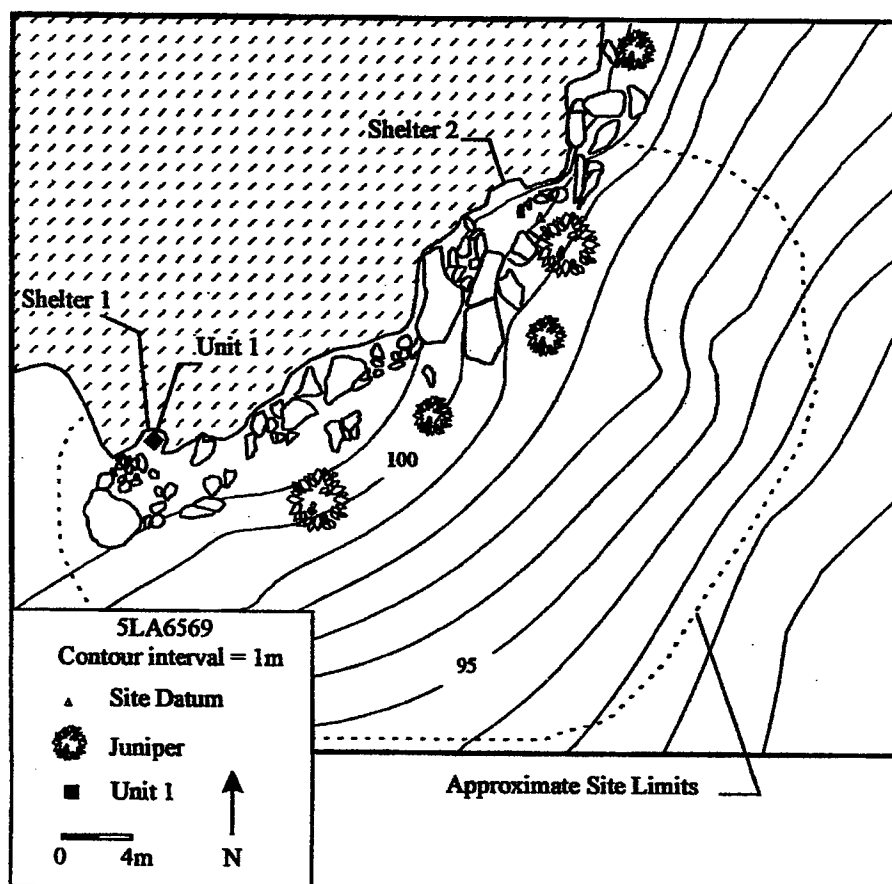 Shelter 2
Shelter 1
Unit 1
100
95
5LA6569
Contour interval = 1m
Site Datum
Juniper
Unit 1
0 4m
N
Approximate Site Limits